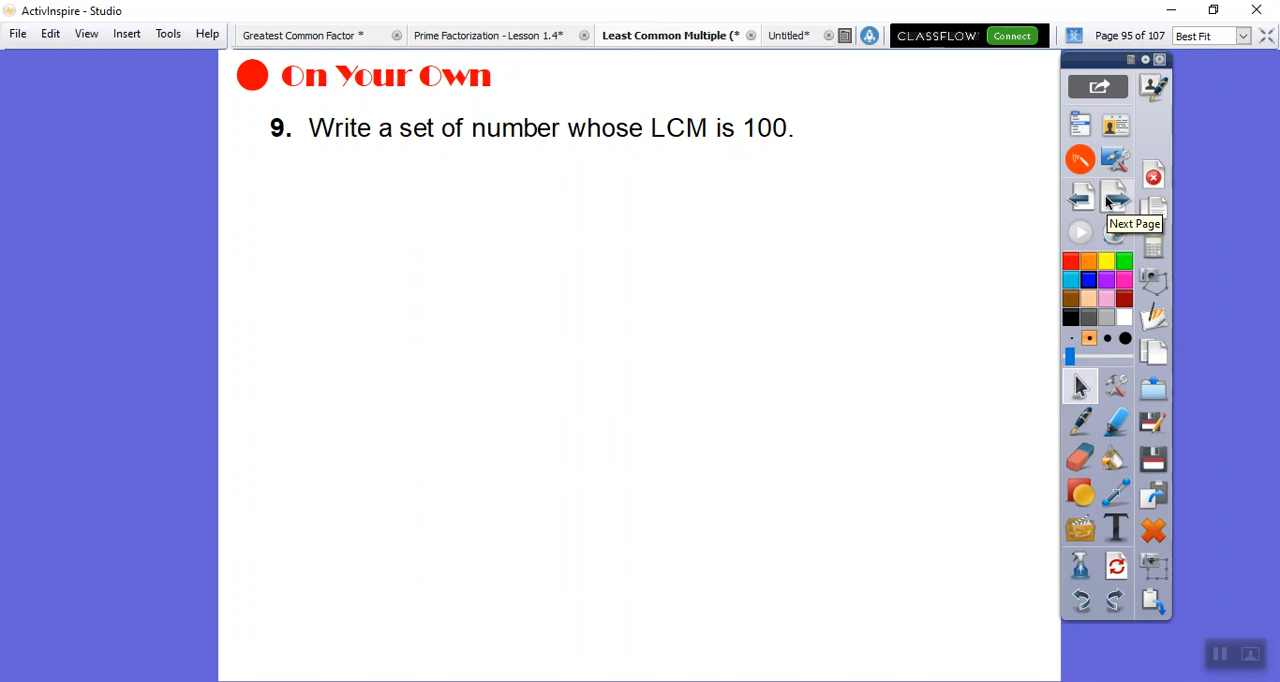 ActivInspire - Studio
File Edit View Insert Tools Help
Greatest Common Factor * Prime Factorization - Lesson 1.4* Least Common Multiple (* Untitled* CLASSFLOW Connect Page 95 of 107 Best Fit
On Your Own
9. Write a set of number whose LCM is 100.
Next Page